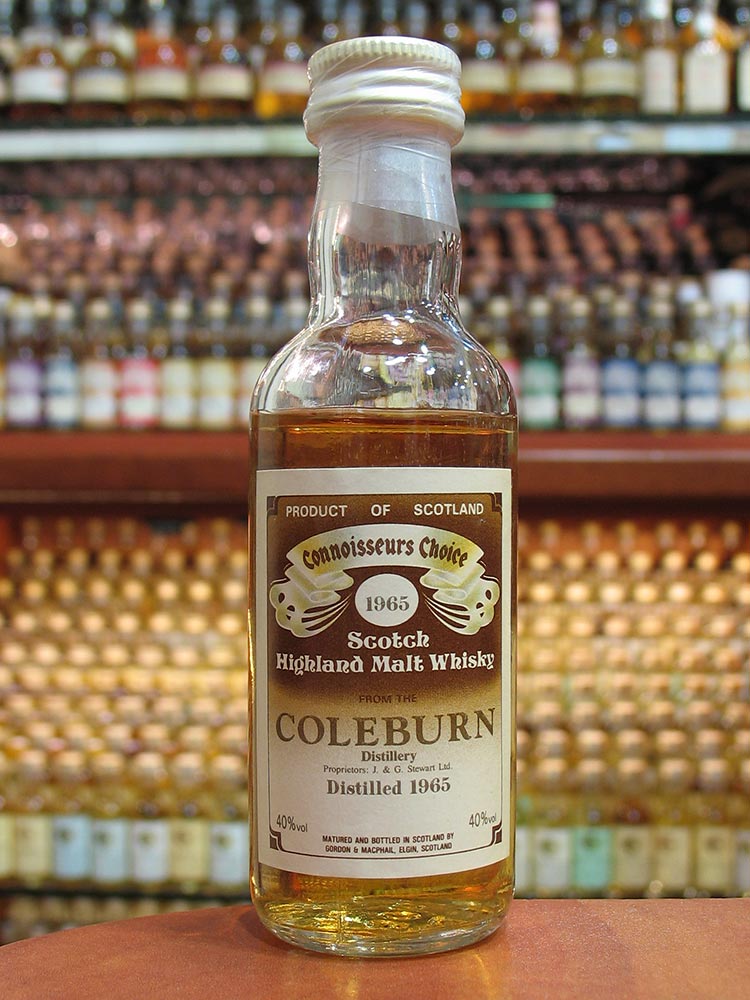 PRODUCT OF SCOTLAND
Connoisseurs Choice
1965
Scotch
Highland Malt Whisky
FROM THE
COLEBURN
Distillery
Proprietors: J. & G. Stewart Ltd.
Distilled 1965
40%vol 40%vol
MATURED AND BOTTLED IN SCOTLAND BY
GORDON & MACPHAIL, ELGIN, SCOTLAND